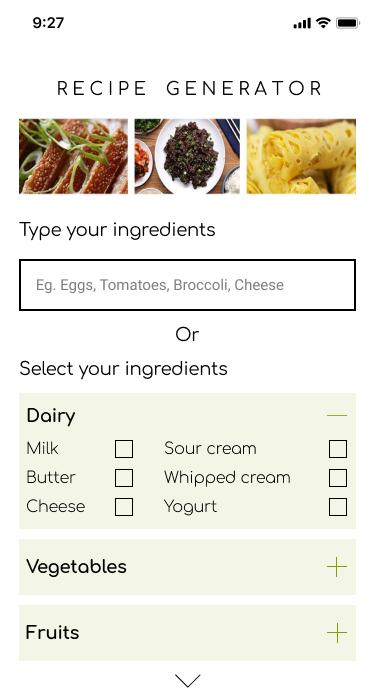 9:27
RECIPE GENERATOR
Type your ingredients
Eg. Eggs, Tomatoes, Broccoli, Cheese
Or
Select your ingredients
Dairy
Milk Sour cream
Butter Whipped cream
Cheese Yogurt
Vegetables
Fruits